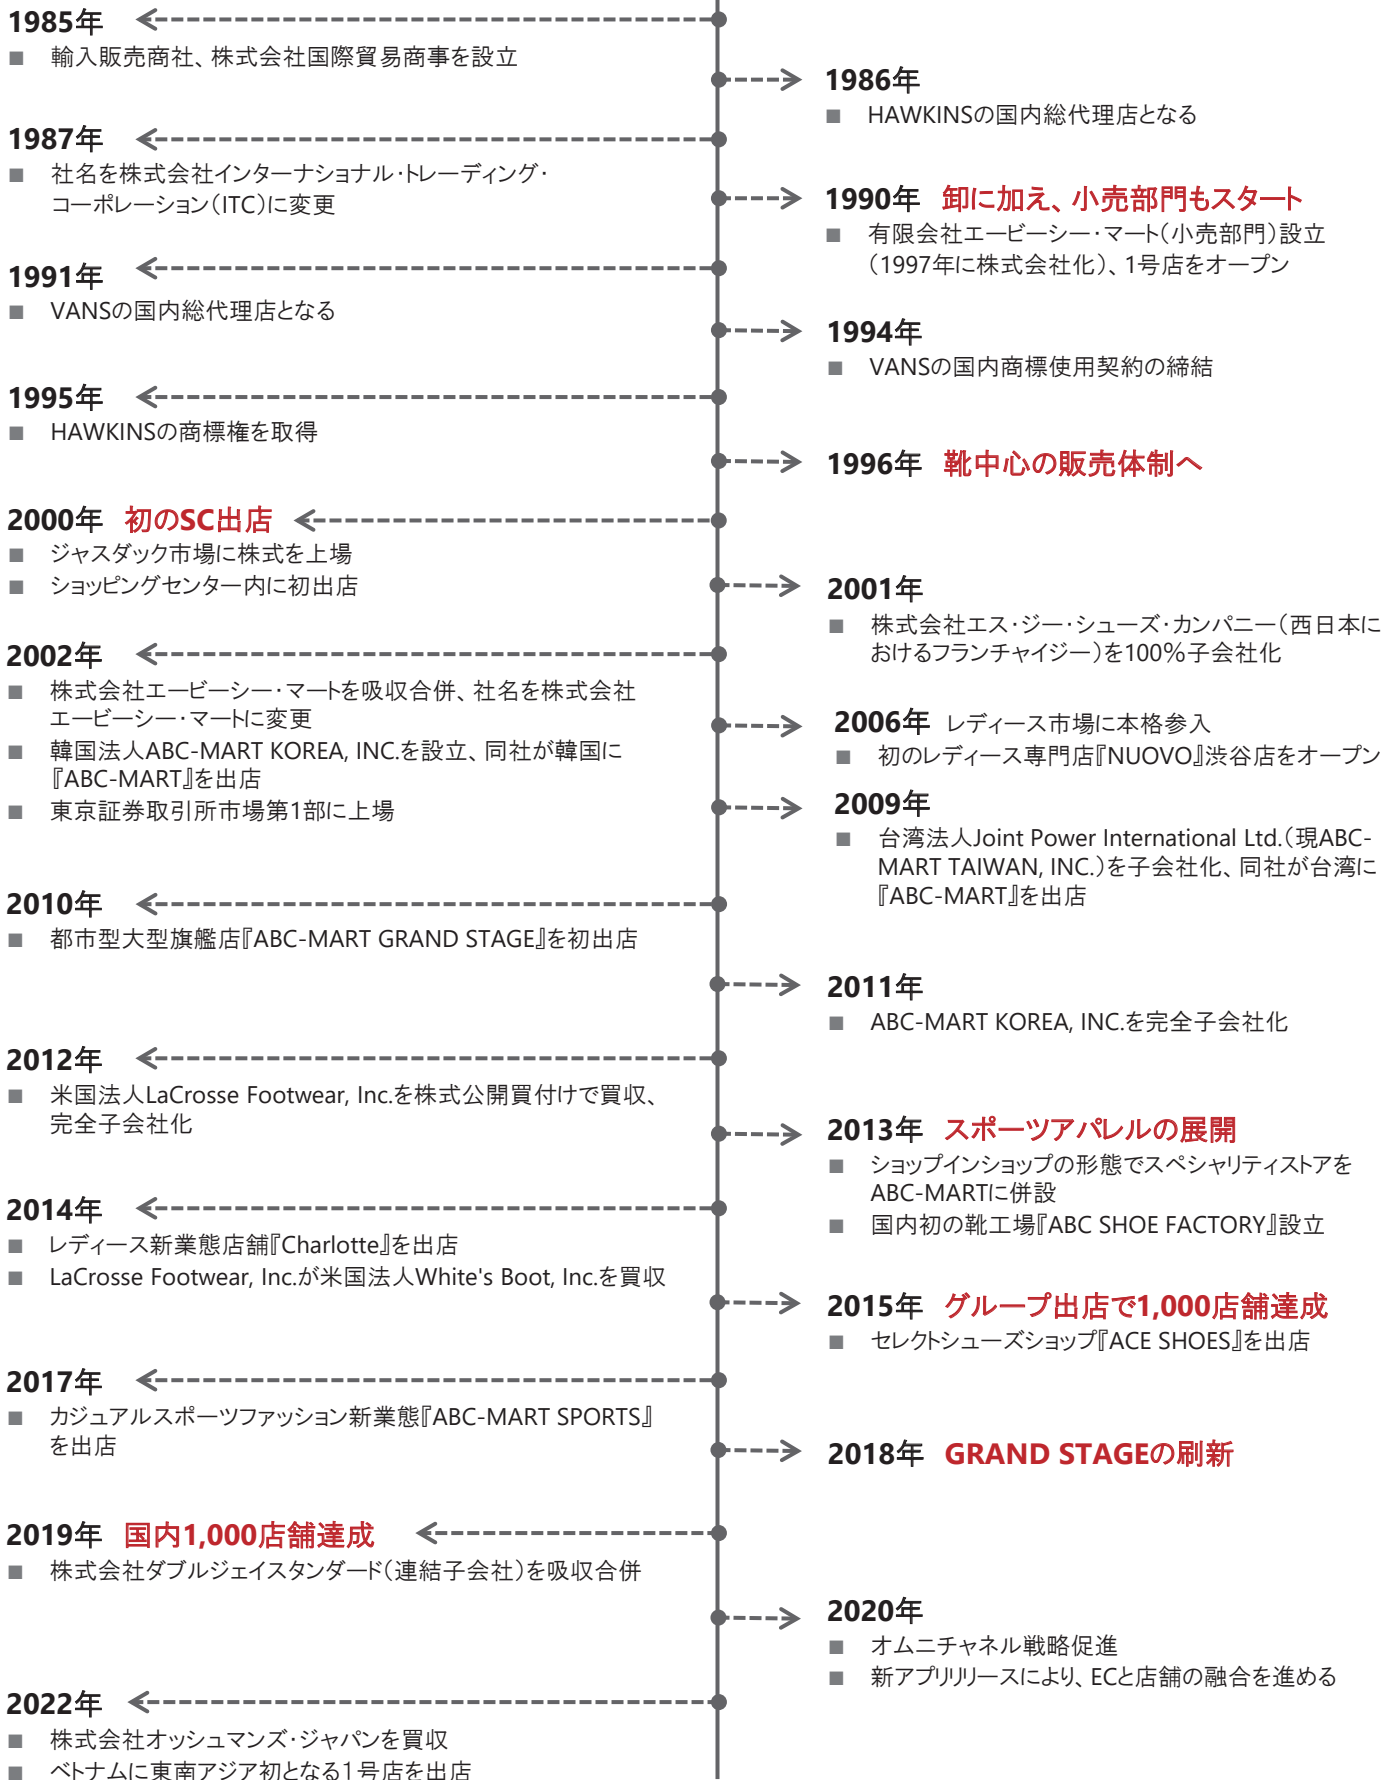 1985年
■ 輸入販売商社、株式会社国際貿易商事を設立
1986年
■ HAWKINSの国内総代理店となる
1987年
■ 社名を株式会社インターナショナル・トレーディング・
コーポレーション（ITC）に変更
1990年 卸に加え、小売部門もスタート
■ 有限会社エービーシー・マート（小売部門）設立
（1997年に株式会社化）、1号店をオープン
1991年
■ VANSの国内総代理店となる
1994年
■ VANSの国内商標使用契約の締結
1995年
■ HAWKINSの商標権を取得
1996年 靴中心の販売体制へ
2000年 初のSC出店
■ ジャスダック市場に株式を上場
■ ショッピングセンター内に初出店
2001年
■ 株式会社エス・ジー・シューズ・カンパニー（西日本に
おけるフランチャイジー）を100％子会社化
2002年
■ 株式会社エービーシー・マートを吸収合併、社名を株式会社
エービーシー・マートに変更
■ 韓国法人ABC-MART KOREA, INC.を設立、同社が韓国に
『ABC-MART』を出店
■ 東京証券取引所市場第1部に上場
2006年 レディース市場に本格参入
■ 初のレディース専門店『NUOVO』渋谷店をオープン
2009年
■ 台湾法人Joint Power International Ltd.（現ABC-
MART TAIWAN, INC.）を子会社化、同社が台湾に
『ABC-MART』を出店
2010年
■ 都市型大型旗艦店『ABC-MART GRAND STAGE』を初出店
2011年
■ ABC-MART KOREA, INC.を完全子会社化
2012年
■ 米国法人LaCrosse Footwear, Inc.を株式公開買付けで買収、
完全子会社化
2013年 スポーツアパレルの展開
■ ショップインショップの形態でスペシャリティストアを
ABC-MARTに併設
■ 国内初の靴工場『ABC SHOE FACTORY』設立
2014年
■ レディース新業態店舗『Charlotte』を出店
■ LaCrosse Footwear, Inc.が米国法人White's Boot, Inc.を買収
2015年 グループ出店で1,000店舗達成
■ セレクトシューズショップ『ACE SHOES』を出店
2017年
■ カジュアルスポーツファッション新業態『ABC-MART SPORTS』
を出店
2018年 GRAND STAGEの刷新
2019年 国内1,000店舗達成
■ 株式会社ダブルジェイスタンダード（連結子会社）を吸収合併
2020年
■ オムニチャネル戦略促進
■ 新アプリリリースにより、ECと店舗の融合を進める
2022年
■ 株式会社オッシュマンズ・ジャパンを買収
■ ベトナムに東南アジア初となる1号店を出店